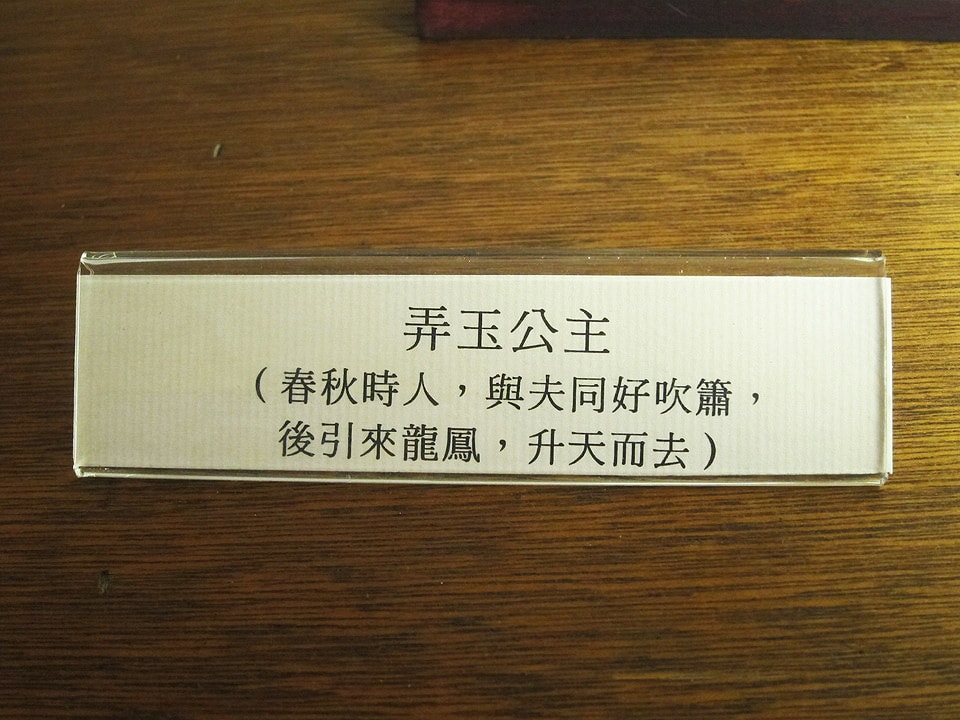 弄玉公主
（春秋時人，與夫同好吹簫，
後引來龍鳳，升天而去）